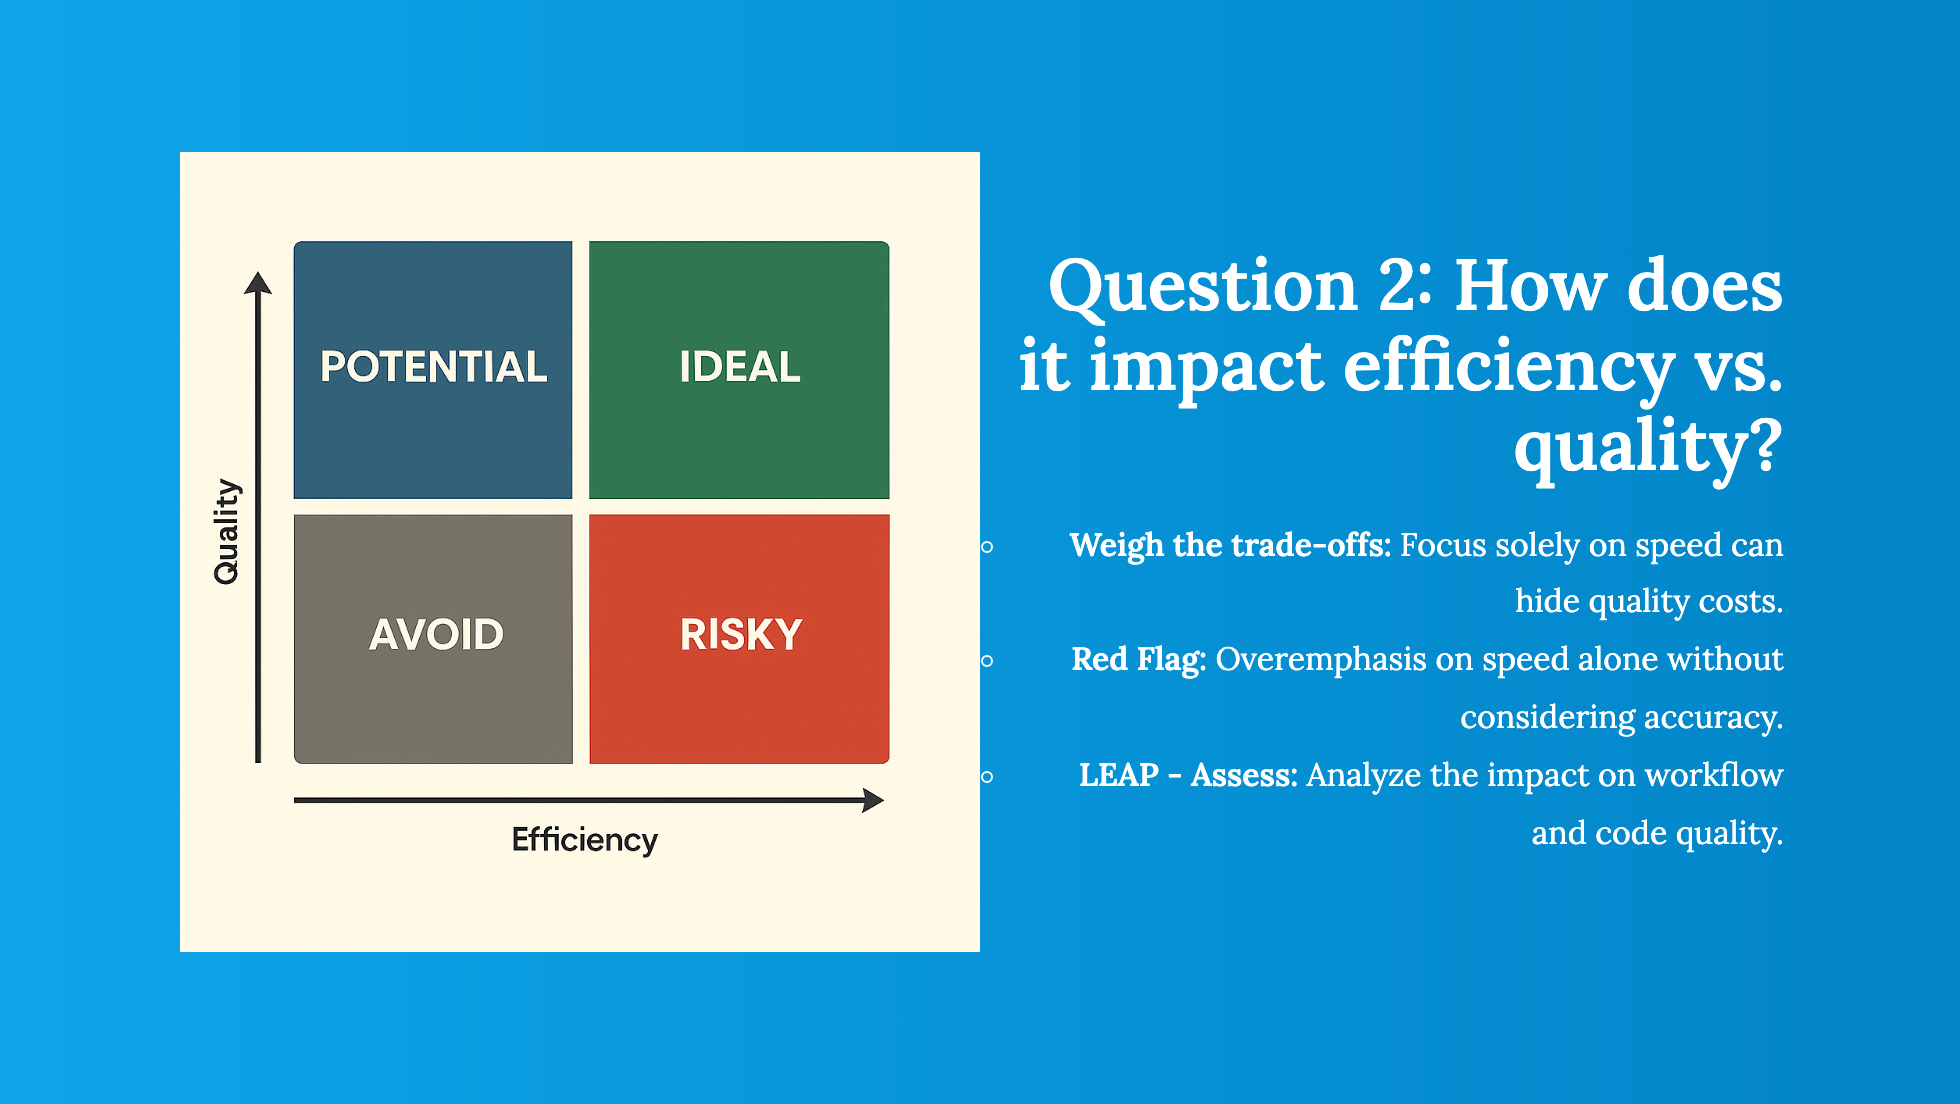 POTENTIAL
IDEAL
AVOID
RISKY
Quality
Efficiency
Question 2: How does
it impact efficiency vs.
quality?
Weigh the trade-offs: Focus solely on speed can
hide quality costs.
Red Flag: Overemphasis on speed alone without
considering accuracy.
LEAP - Assess: Analyze the impact on workflow
and code quality.